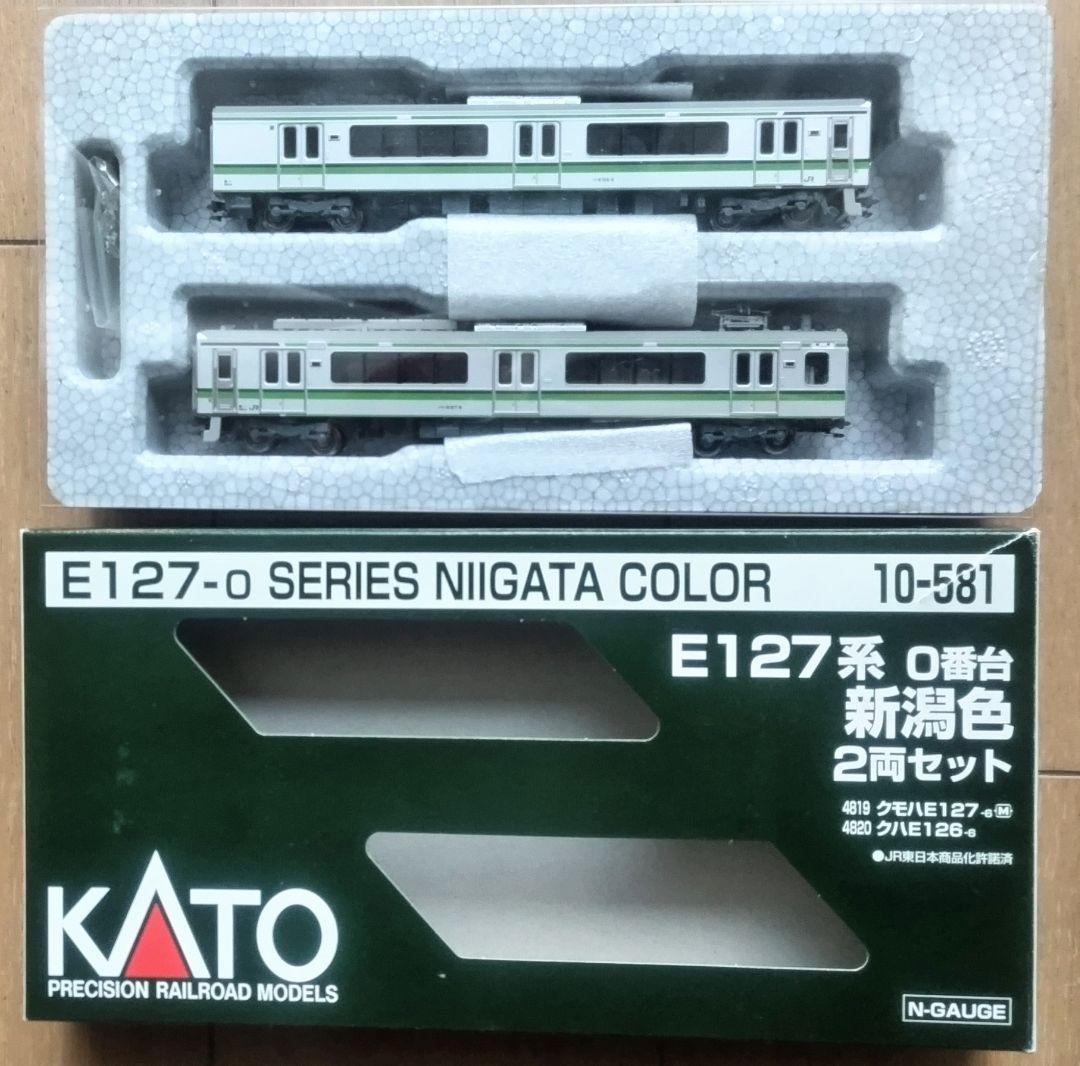 JR
JR
E127-0 SERIES NIIGATA COLOR
10-581
E127系 0番台
新潟色
2両セット
4819 クモハE127-6 M
4820 クハE126-6
●JR東日本商品化許諾済
KATO
PRECISION RAILROAD MODELS
N-GAUGE